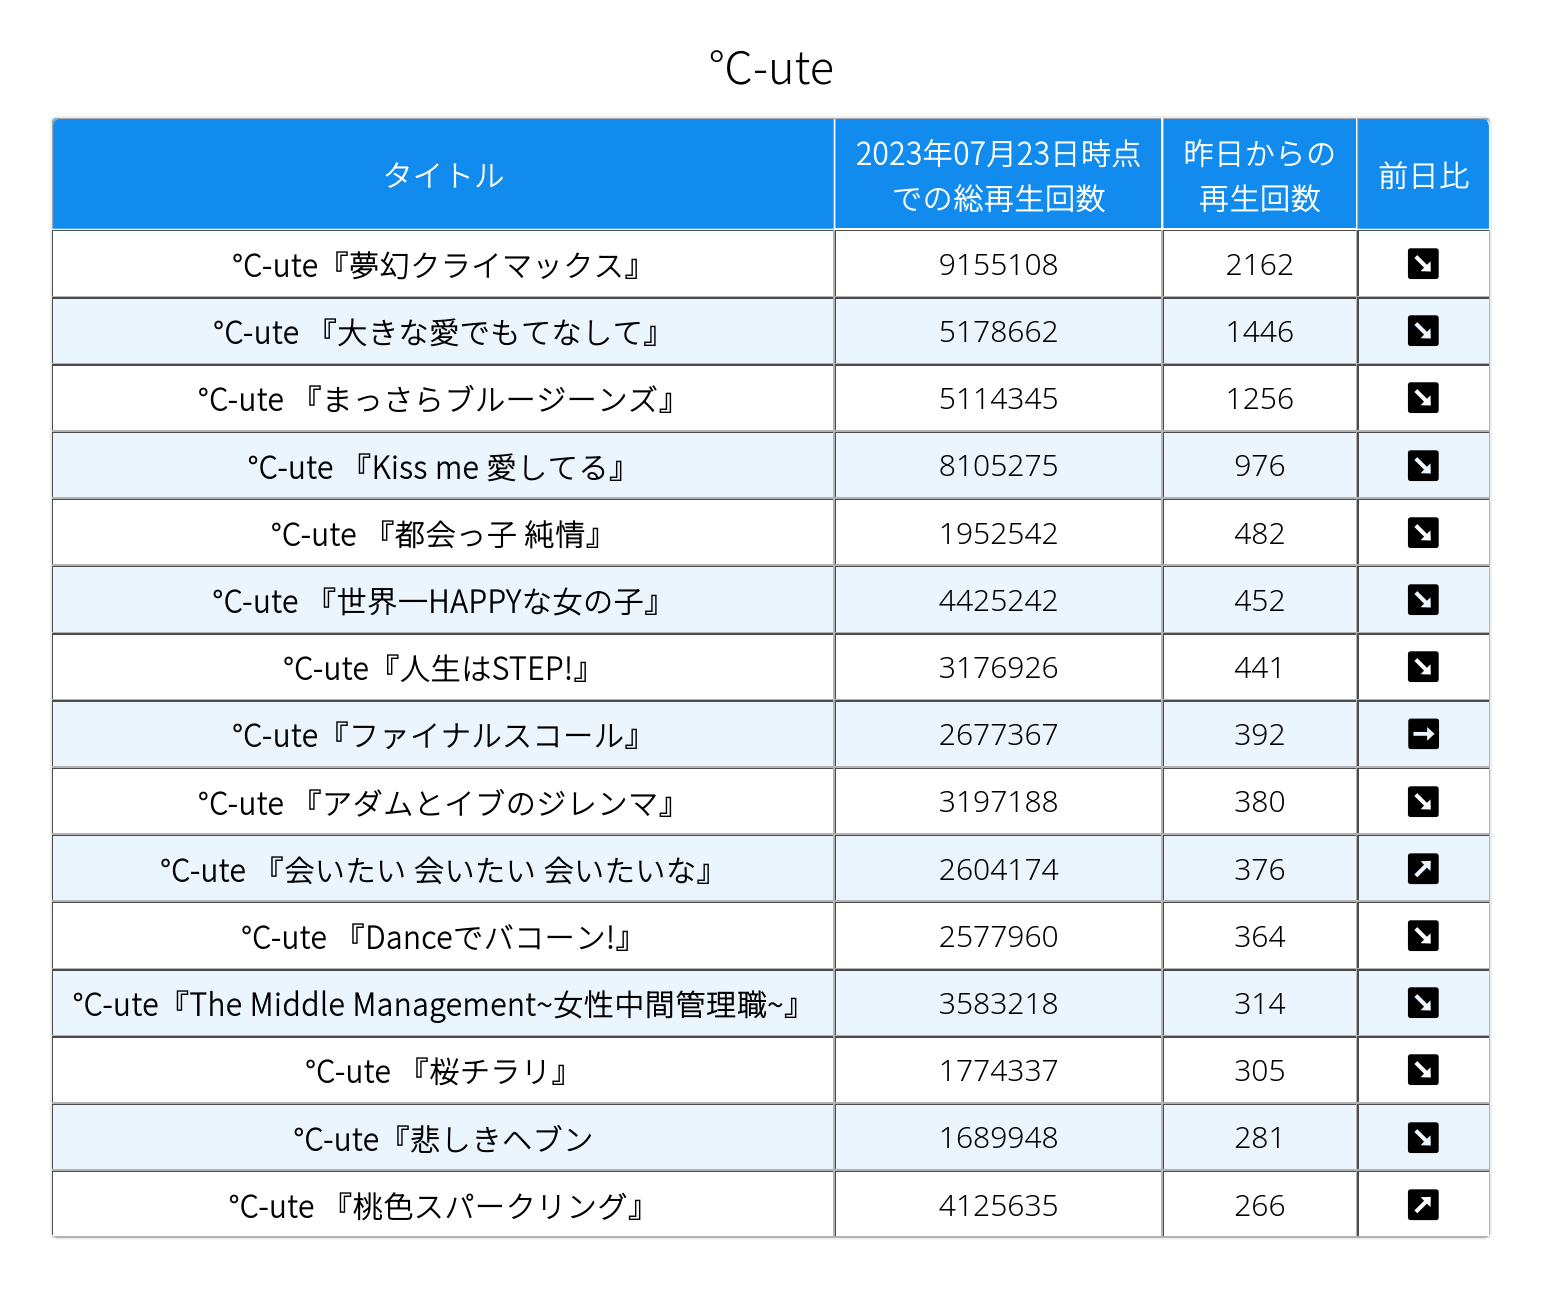 ℃-ute
タイトル
2023年07月23日時点
での総再生回数
昨日からの
再生回数
前日比
℃-ute『夢幻クライマックス』 9155108 2162 ↘
℃-ute 『大きな愛でもてなして』 5178662 1446 ↘
℃-ute 『まっさらブルージーンズ』 5114345 1256 ↘
℃-ute 『Kiss me 愛してる』 8105275 976 ↘
℃-ute 『都会っ子 純情』 1952542 482 ↘
℃-ute 『世界一HAPPYな女の子』 4425242 452 ↘
℃-ute『人生はSTEP!』 3176926 441 ↘
℃-ute『ファイナルスコール』 2677367 392 →
℃-ute 『アダムとイブのジレンマ』 3197188 380 ↘
℃-ute 『会いたい 会いたい 会いたいな』 2604174 376 ↗
℃-ute 『Danceでバコーン!』 2577960 364 ↘
℃-ute『The Middle Management~女性中間管理職~』 3583218 314 ↘
℃-ute 『桜チラリ』 1774337 305 ↘
℃-ute『悲しきヘブン 1689948 281 ↘
℃-ute 『桃色スパークリング』 4125635 266 ↗